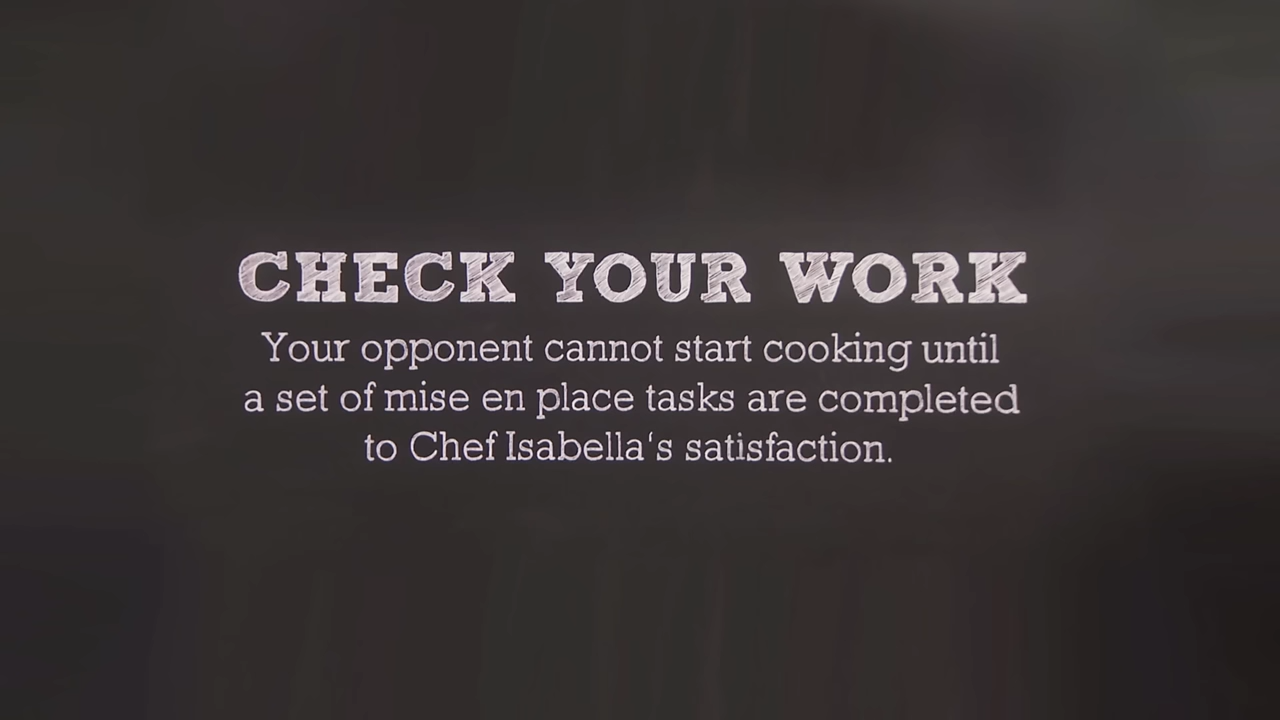 CHECK YOUR WORK
Your opponent cannot start cooking until
a set of mise en place tasks are completed
to Chef Isabella‘s satisfaction.